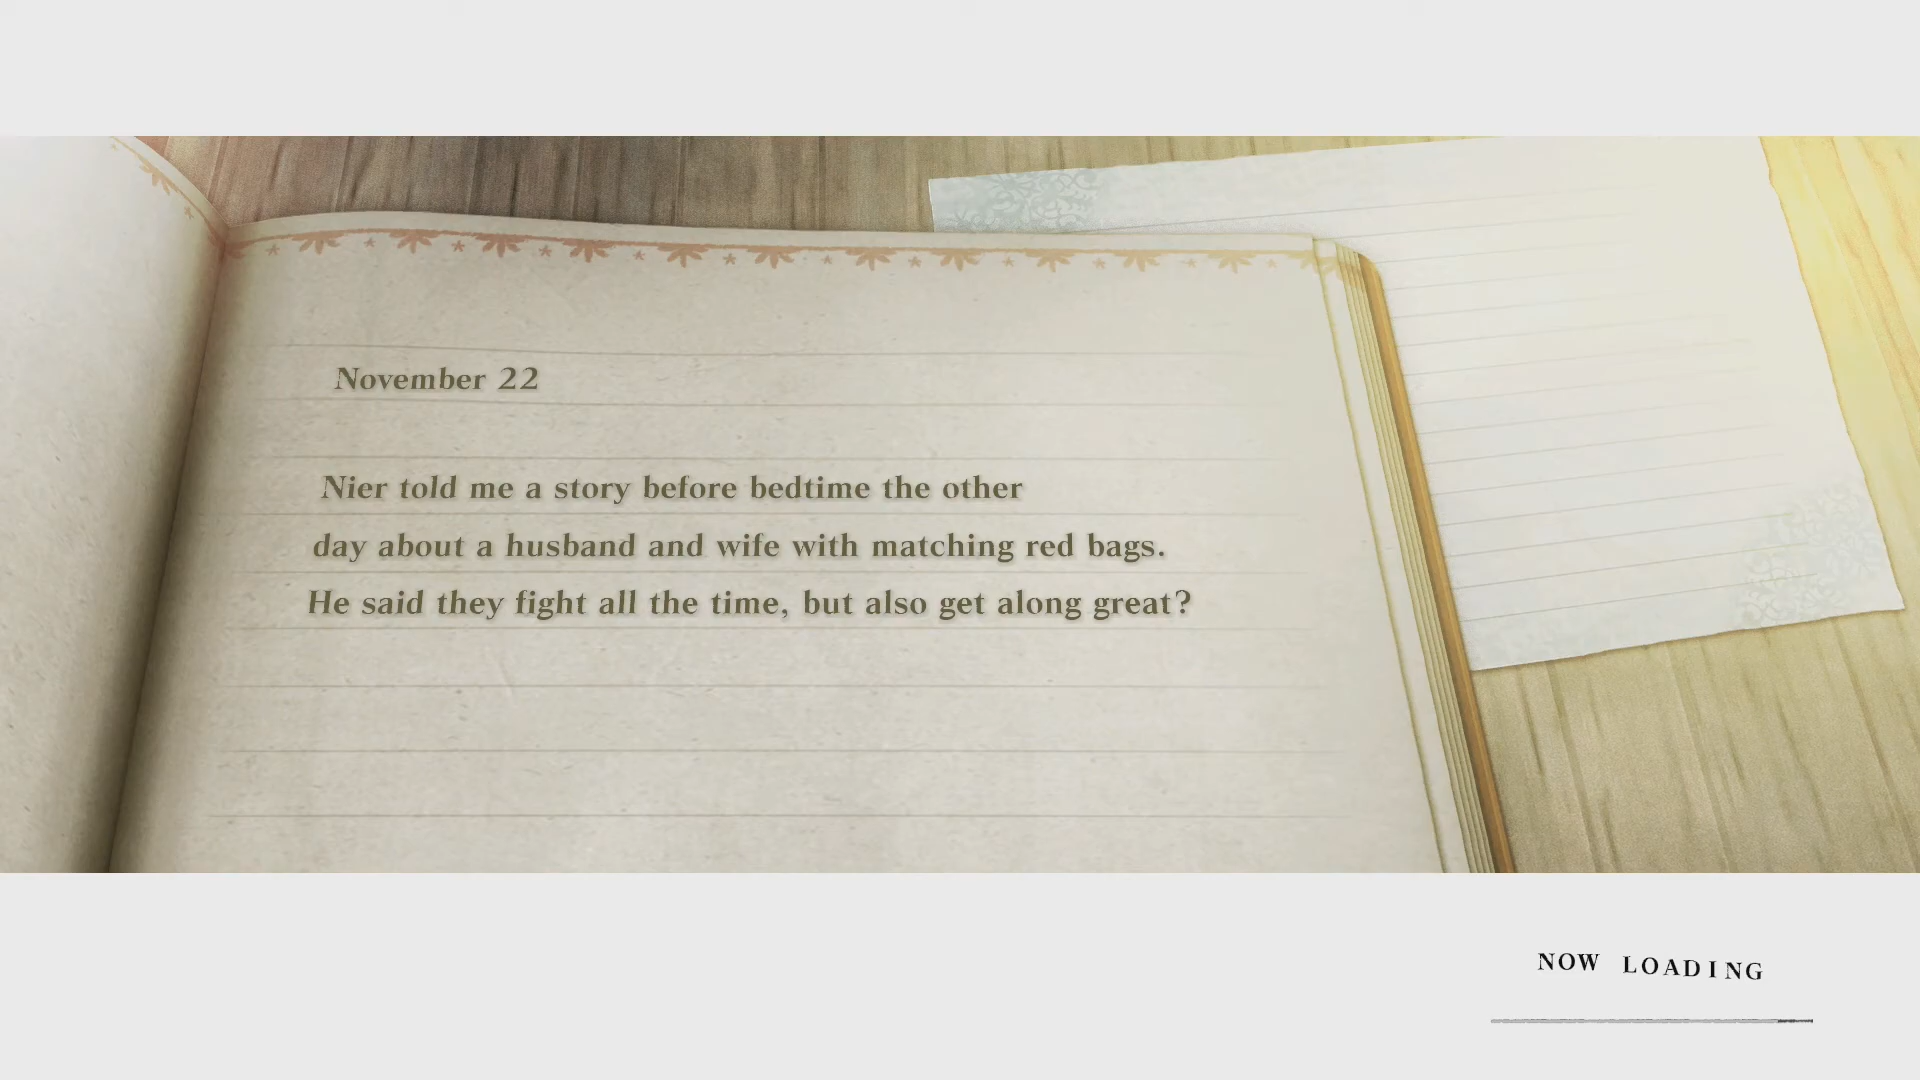 November 22
Nier told me a story before bedtime the other
day about a husband and wife with matching red bags.
He said they fight all the time, but also get along great?
NOW LOADING